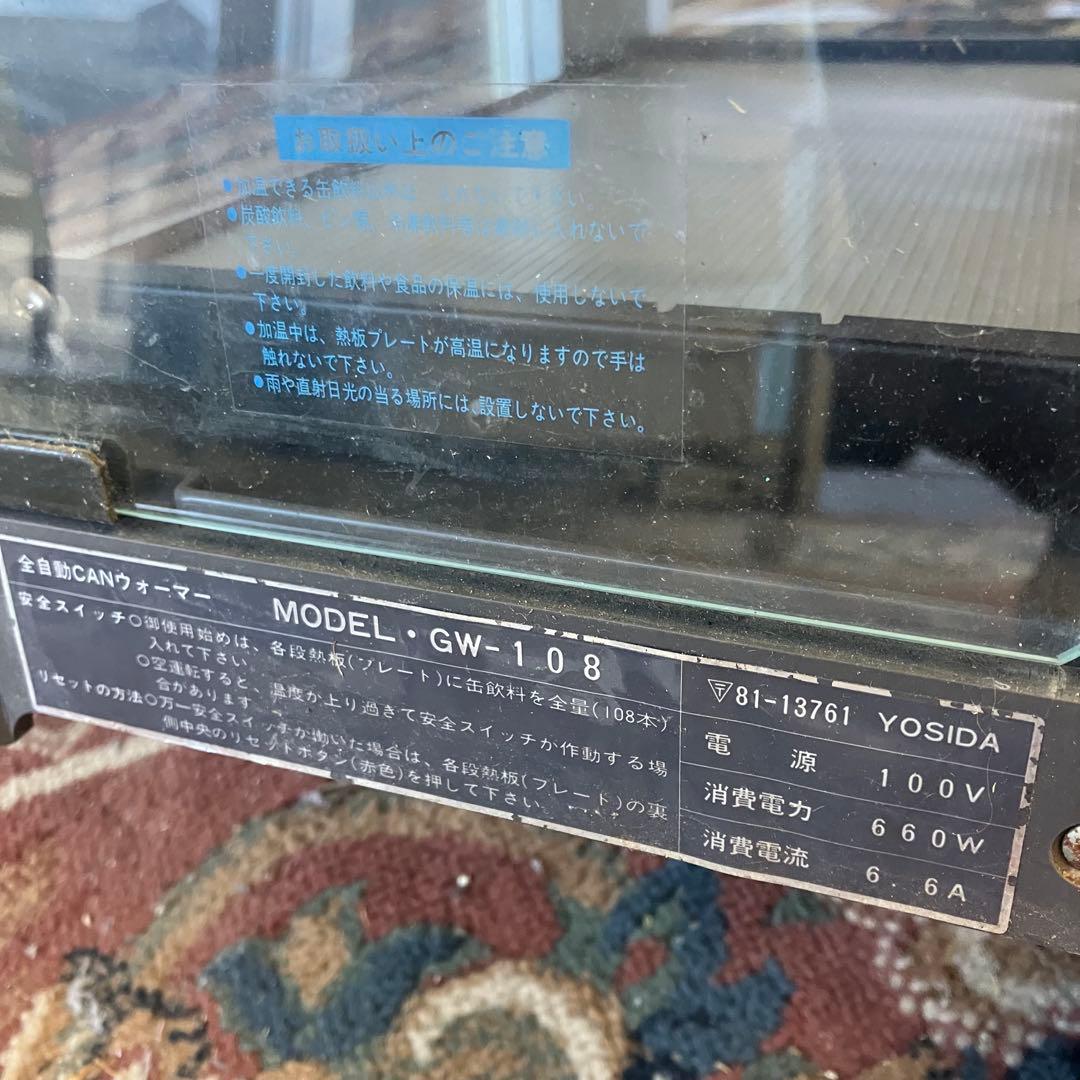 お取扱い上のご注意
●加温できる缶飲料以外は、入れないで下さい。
●炭酸飲料、ビン類、冷凍飲料等は絶対に入れないで
下さい。
●一度開封した飲料や食品の保温には、使用しないで
下さい。
●加温中は、熱板プレートが高温になりますので手は
触れないで下さい。
●雨や直射日光の当る場所には、設置しないで下さい。
全自動CANウォーマー
MODEL・GW-108
安全スイッチ○御使用始めは、各段熱板(プレート)に缶飲料を全量(108本)
入れて下さい。
○空運転すると、温度が上り過ぎて安全スイッチが作動する場
合があります。
リセットの方法○万一安全スイッチが働いた場合は、各段熱板(プレート)の裏
側中央のリセットボタン(赤色)を押して下さい。
〒81-13761 YOSIDA
電源 100V
消費電力 660W
消費電流 6.6A